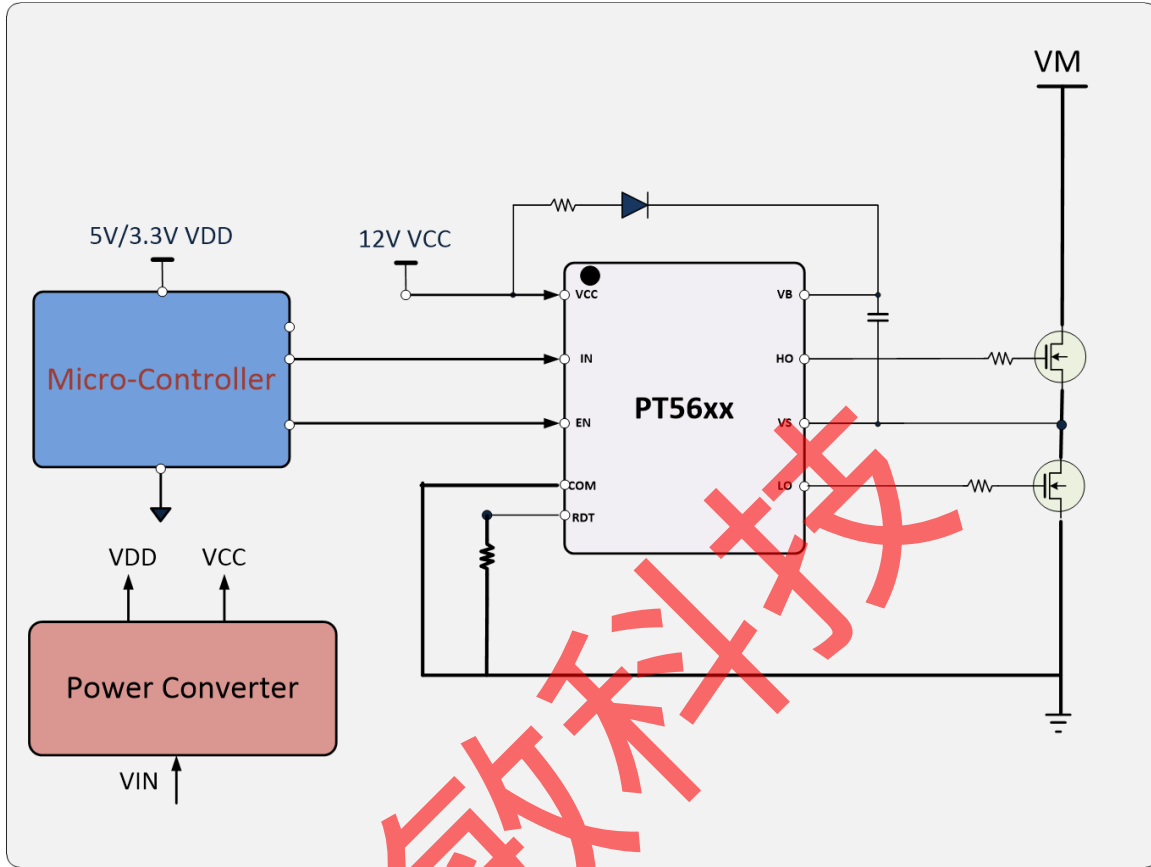 VM
5V/3.3V VDD
12V VCC
VCC
VB
IN
HO
Micro-Controller
PT56xx
EN
VS
COM
LO
RDT
VDD
VCC
Power Converter
VIN
敏科技